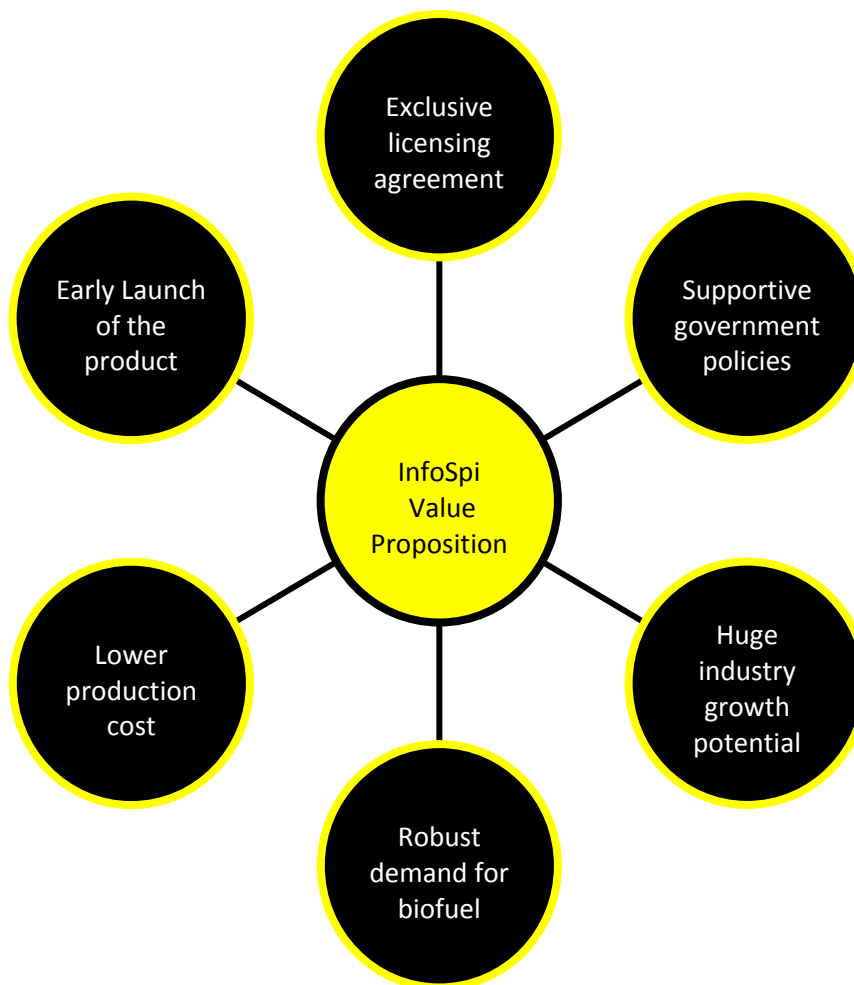 Exclusive
licensing
agreement
Early Launch
of the
product
Supportive
government
policies
InfoSpi
Value
Proposition
Lower
production
cost
Huge
industry
growth
potential
Robust
demand for
biofuel